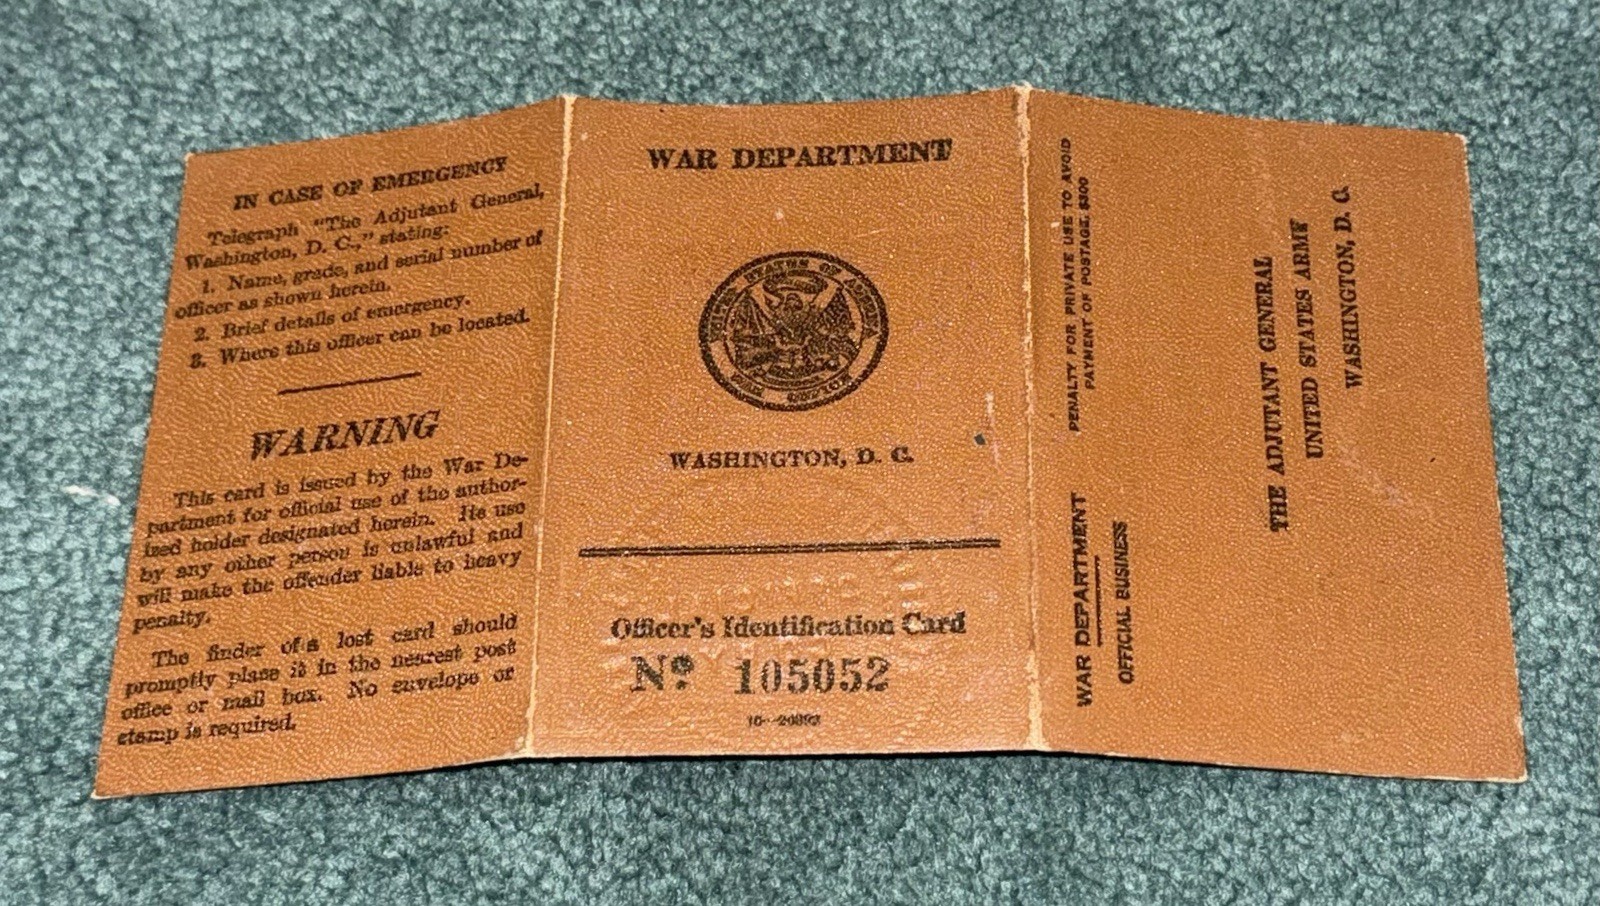 IN CASE OF EMERGENCY
Telegraph "The Adjutant General,
Washington, D. C.," stating:
1. Name, grade, and serial number of
officer as shown herein.
2. Brief details of emergency.
3. Where this officer can be located.
WARNING
This card is issued by the War De-
partment for official use of the author-
ized holder designated herein. Its use
by any other person is unlawful and
will make the offender liable to heavy
penalty.
The finder of a lost card should
promptly place it in the nearest post
office or mail box. No envelope or
stamp is required.
WAR DEPARTMENT
UNITED STATES OF AMERICA
WAR OFFICE
WASHINGTON, D. C.
Officer's Identification Card
No 105052
WAR DEPARTMENT
OFFICIAL BUSINESS
PENALTY FOR PRIVATE USE TO AVOID
PAYMENT OF POSTAGE, $300
THE ADJUTANT GENERAL
UNITED STATES ARMY
WASHINGTON, D. C.